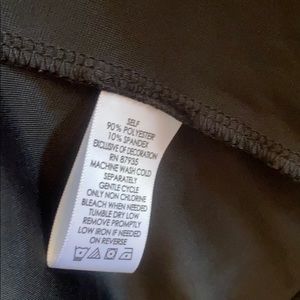 SELF
90% POLYESTER
10% SPANDEX
EXCLUSIVE OF DECORATION
RN 87935
MACHINE WASH COLD
SEPARATELY
GENTLE CYCLE
ONLY NON CHLORINE
BLEACH WHEN NEEDED
TUMBLE DRY LOW
REMOVE PROMPTLY
LOW IRON IF NEEDED
ON REVERSE